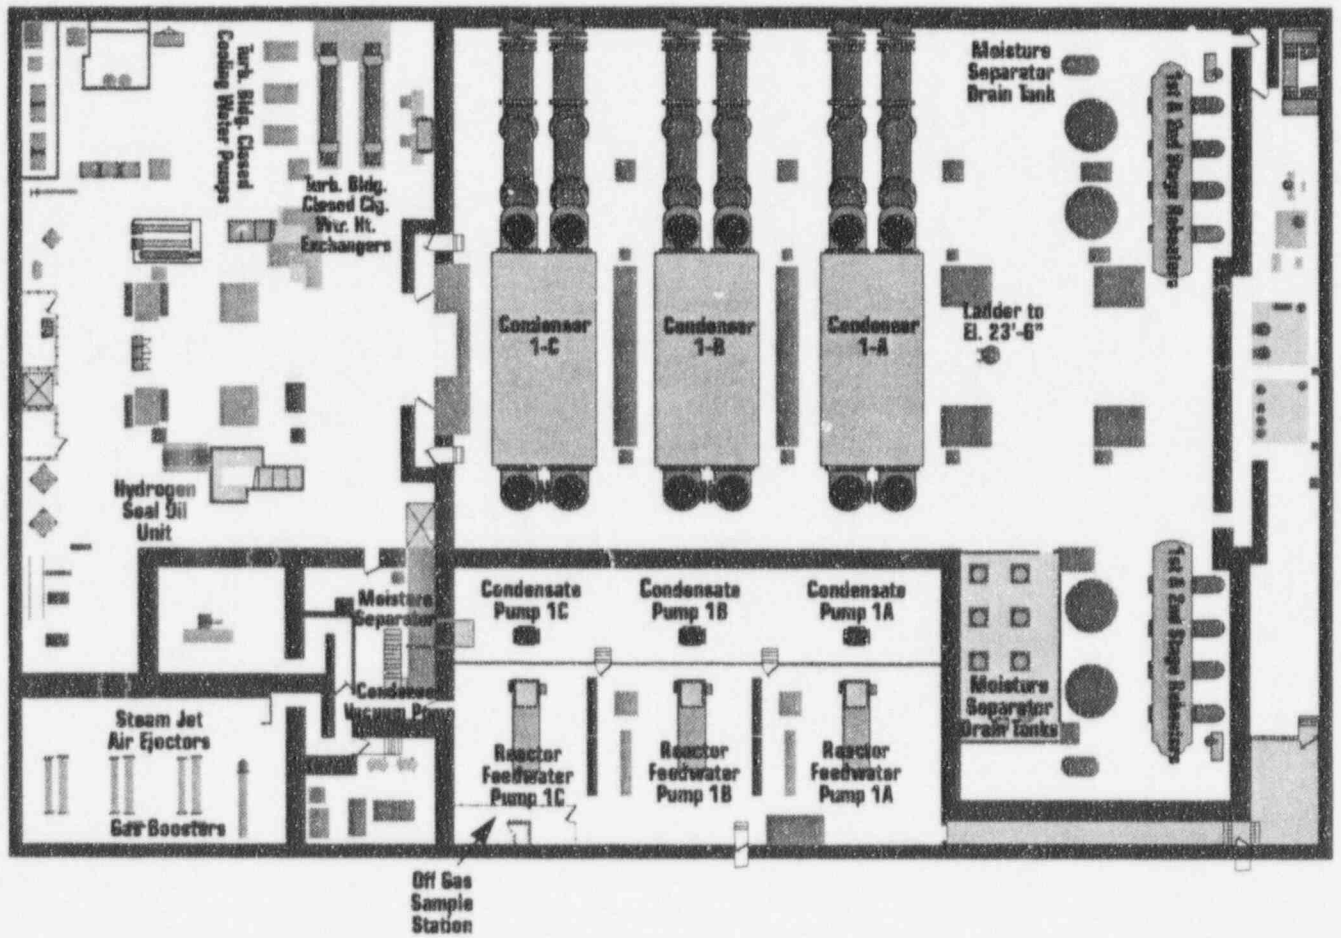 Turb. Bldg. Closed
Cooling Water Pumps
Turb. Bldg.
Closed Clg.
Wtr. Ht.
Exchangers
Moisture
Separator
Drain Tank
1st & 2nd Stage Reheaters
Condenser
1-C
Condenser
1-B
Condenser
1-A
Ladder to
El. 23'-6"
Hydrogen
Seal Oil
Unit
Moisture
Separator
Condensate
Pump 1C
Condensate
Pump 1B
Condensate
Pump 1A
1st & 2nd Stage Reheaters
Condenser
Vacuum Pump
Moisture
Separator
Drain Tanks
Steam Jet
Air Ejectors
Gas Boosters
Reactor
Feedwater
Pump 1C
Reactor
Feedwater
Pump 1B
Reactor
Feedwater
Pump 1A
Off Gas
Sample
Station